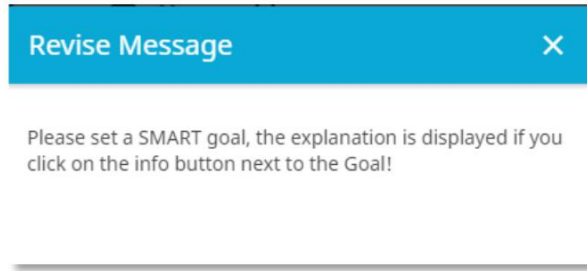 Revise Message
Please set a SMART goal, the explanation is displayed if you
click on the info button next to the Goal!